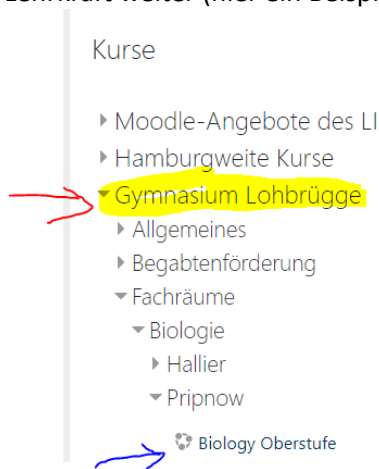 Kurse
Moodle-Angebote des LI
Hamburgweite Kurse
Gymnasium Lohbrügge
Allgemeines
Begabtenförderung
Fachräume
Biologie
Hallier
Pripnow
Biology Oberstufe